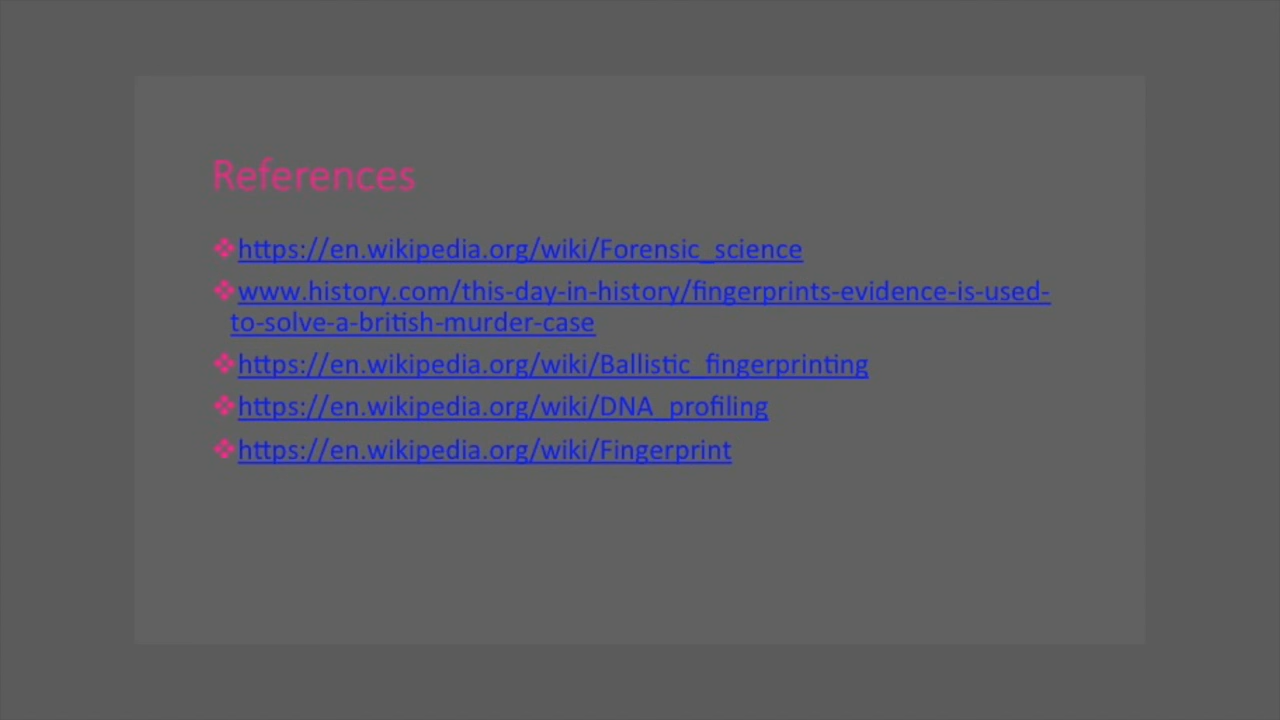 References
❖https://en.wikipedia.org/wiki/Forensic_science
❖www.history.com/this-day-in-history/fingerprints-evidence-is-used-
to-solve-a-british-murder-case
❖https://en.wikipedia.org/wiki/Ballistic_fingerprinting
❖https://en.wikipedia.org/wiki/DNA_profiling
❖https://en.wikipedia.org/wiki/Fingerprint